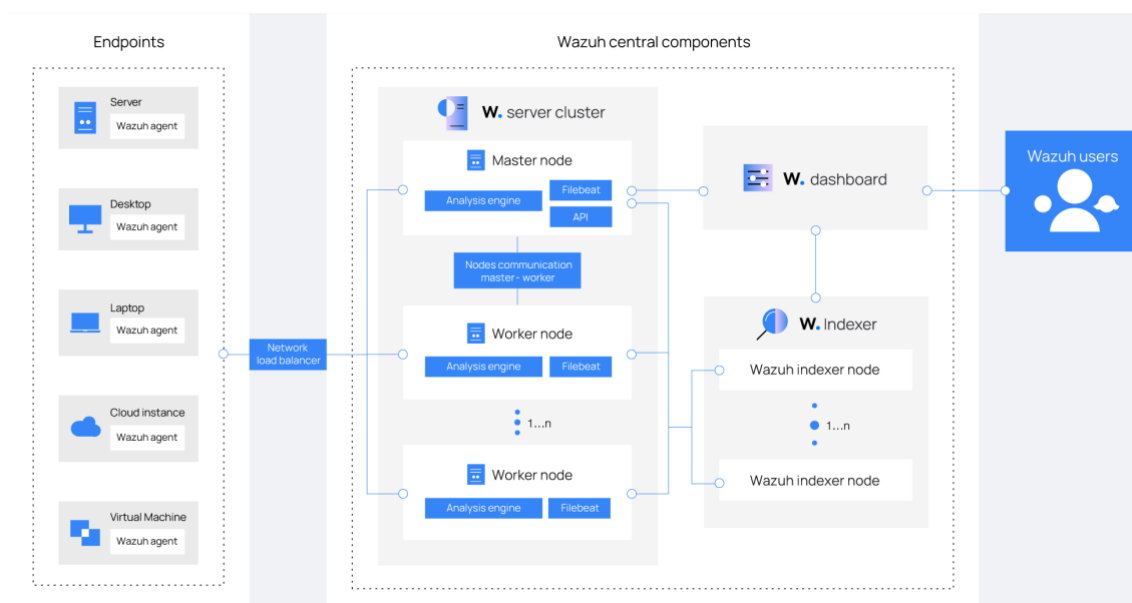 Endpoints
Server
Wazuh agent
Desktop
Wazuh agent
Laptop
Wazuh agent
Cloud instance
Wazuh agent
Virtual Machine
Wazuh agent
Network
load balancer
Wazuh central components
W. server cluster
Master node
Analysis engine
Filebeat
API
Nodes communication
master- worker
Worker node
Analysis engine
Filebeat
1...n
Worker node
Analysis engine
Filebeat
W. dashboard
W. Indexer
Wazuh indexer node
1...n
Wazuh indexer node
Wazuh users